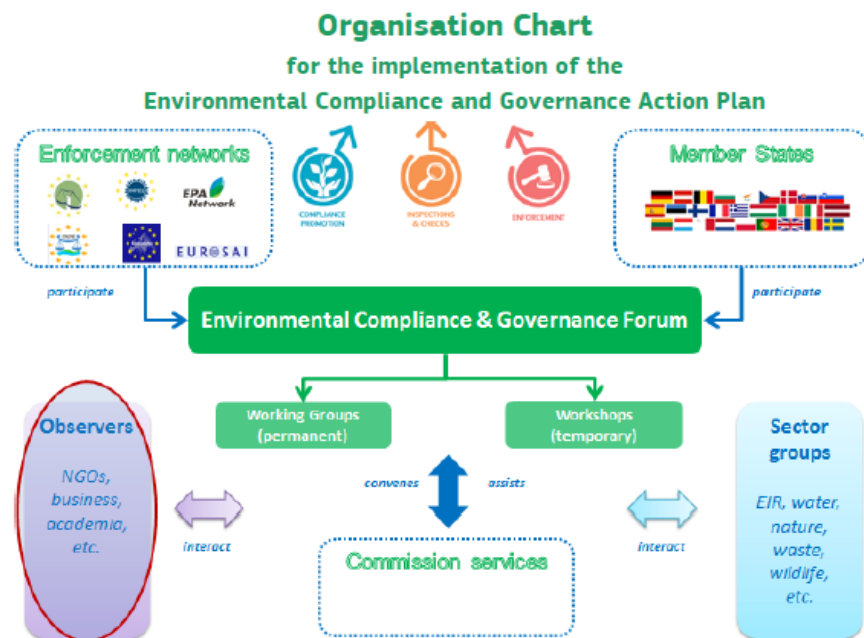 Organisation Chart
for the implementation of the
Environmental Compliance and Governance Action Plan
Enforcement networks
Member States
EPA
Network
EUROSAI
COMPLIANCE
PROMOTION
INSPECTIONS
& CHECKS
ENFORCEMENT
participate
participate
Environmental Compliance & Governance Forum
Working Groups
(permanent)
Workshops
(temporary)
Observers
NGOs,
business,
academia,
etc.
interact
convenes
assists
Commission services
interact
Sector
groups
EIR, water,
nature,
waste,
wildlife,
etc.